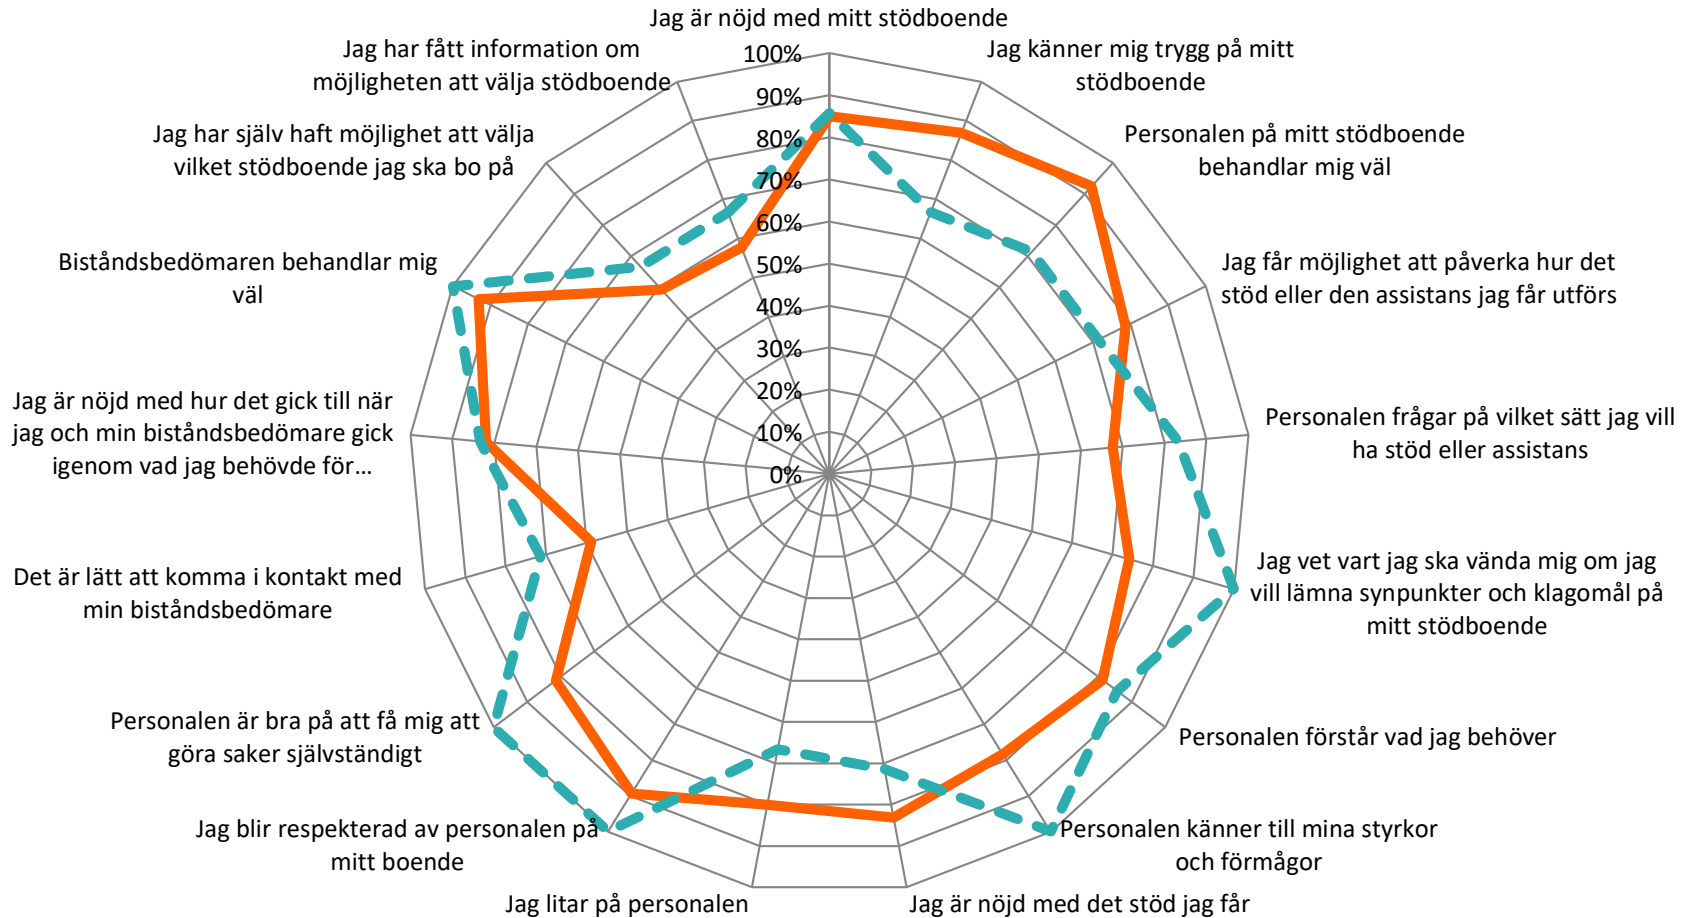 Jag är nöjd med mitt stödboende
Jag känner mig trygg på mitt
stödboende
Personalen på mitt stödboende
behandlar mig väl
Jag får möjlighet att påverka hur det
stöd eller den assistans jag får utförs
Personalen frågar på vilket sätt jag vill
ha stöd eller assistans
Jag vet vart jag ska vända mig om jag
vill lämna synpunkter och klagomål på
mitt stödboende
Personalen förstår vad jag behöver
Personalen känner till mina styrkor
och förmågor
Jag är nöjd med det stöd jag får
Jag litar på personalen
Jag blir respekterad av personalen på
mitt boende
Personalen är bra på att få mig att
göra saker självständigt
Det är lätt att komma i kontakt med
min biståndsbedömare
Jag är nöjd med hur det gick till när
jag och min biståndsbedömare gick
igenom vad jag behövde för…
Biståndsbedömaren behandlar mig
väl
Jag har själv haft möjlighet att välja
vilket stödboende jag ska bo på
Jag har fått information om
möjligheten att välja stödboende
100%
90%
80%
70%
60%
50%
40%
30%
20%
10%
0%